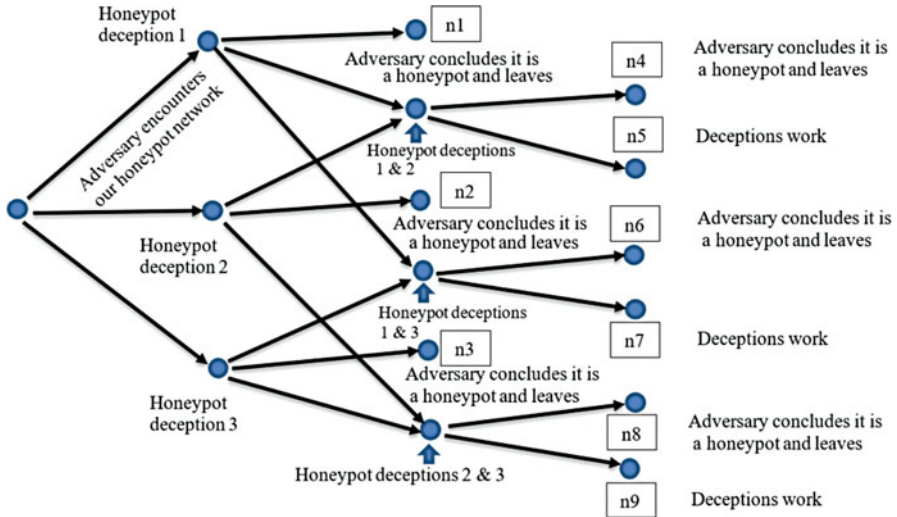 Honeypot
deception 1
n1
Adversary concludes it is
a honeypot and leaves
n4
Adversary concludes it is
a honeypot and leaves
Adversary encounters
our honeypot network
n5
Deceptions work
Honeypot deceptions
1 & 2
n2
Adversary concludes it is
a honeypot and leaves
n6
Adversary concludes it is
a honeypot and leaves
Honeypot
deception 2
Honeypot deceptions
1 & 3
n7
Deceptions work
n3
Adversary concludes it is
a honeypot and leaves
Honeypot
deception 3
n8
Adversary concludes it is
a honeypot and leaves
Honeypot deceptions 2 & 3
n9
Deceptions work